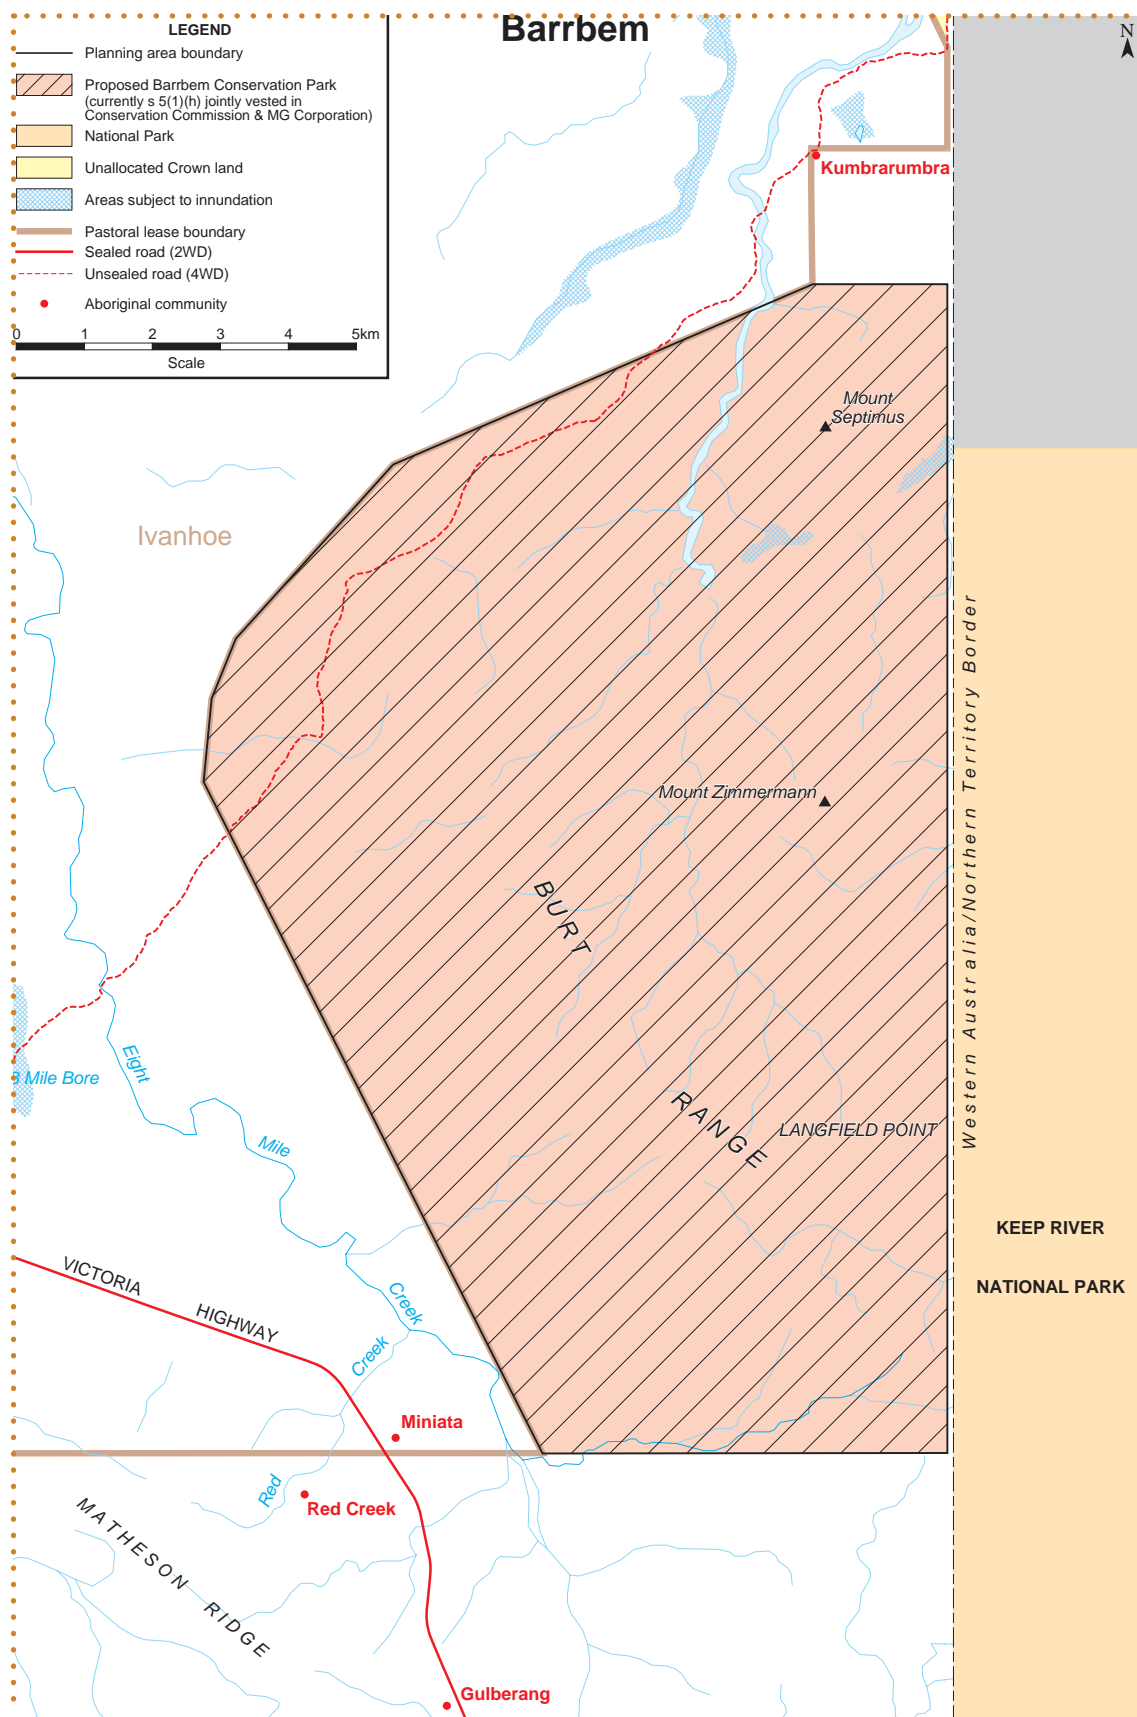 Barrbem
LEGEND
Planning area boundary
Proposed Barrbem Conservation Park
(currently s 5(1)(h) jointly vested in
Conservation Commission & MG Corporation)
National Park
Unallocated Crown land
Areas subject to innundation
Pastoral lease boundary
Sealed road (2WD)
Unsealed road (4WD)
Aboriginal community
0 1 2 3 4 5km
Scale
N
Kumbrarumbra
Mount
Septimus
Ivanhoe
Western Australia/Northern Territory Border
Mount Zimmermann
BURT
RANGE
LANGFIELD POINT
Mile Bore
Eight
Mile
Creek
KEEP RIVER
NATIONAL PARK
VICTORIA
HIGHWAY
Creek
Red
Miniata
Red Creek
MATHESON
RIDGE
Gulberang